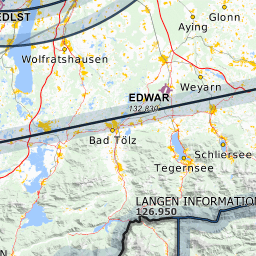 EDLST
Glonn
Aying
Wolfratshausen
Weyarn
EDWAR
132.830
Bad Tölz
Schliersee
Tegernsee
LANGEN INFORMATION
126.950